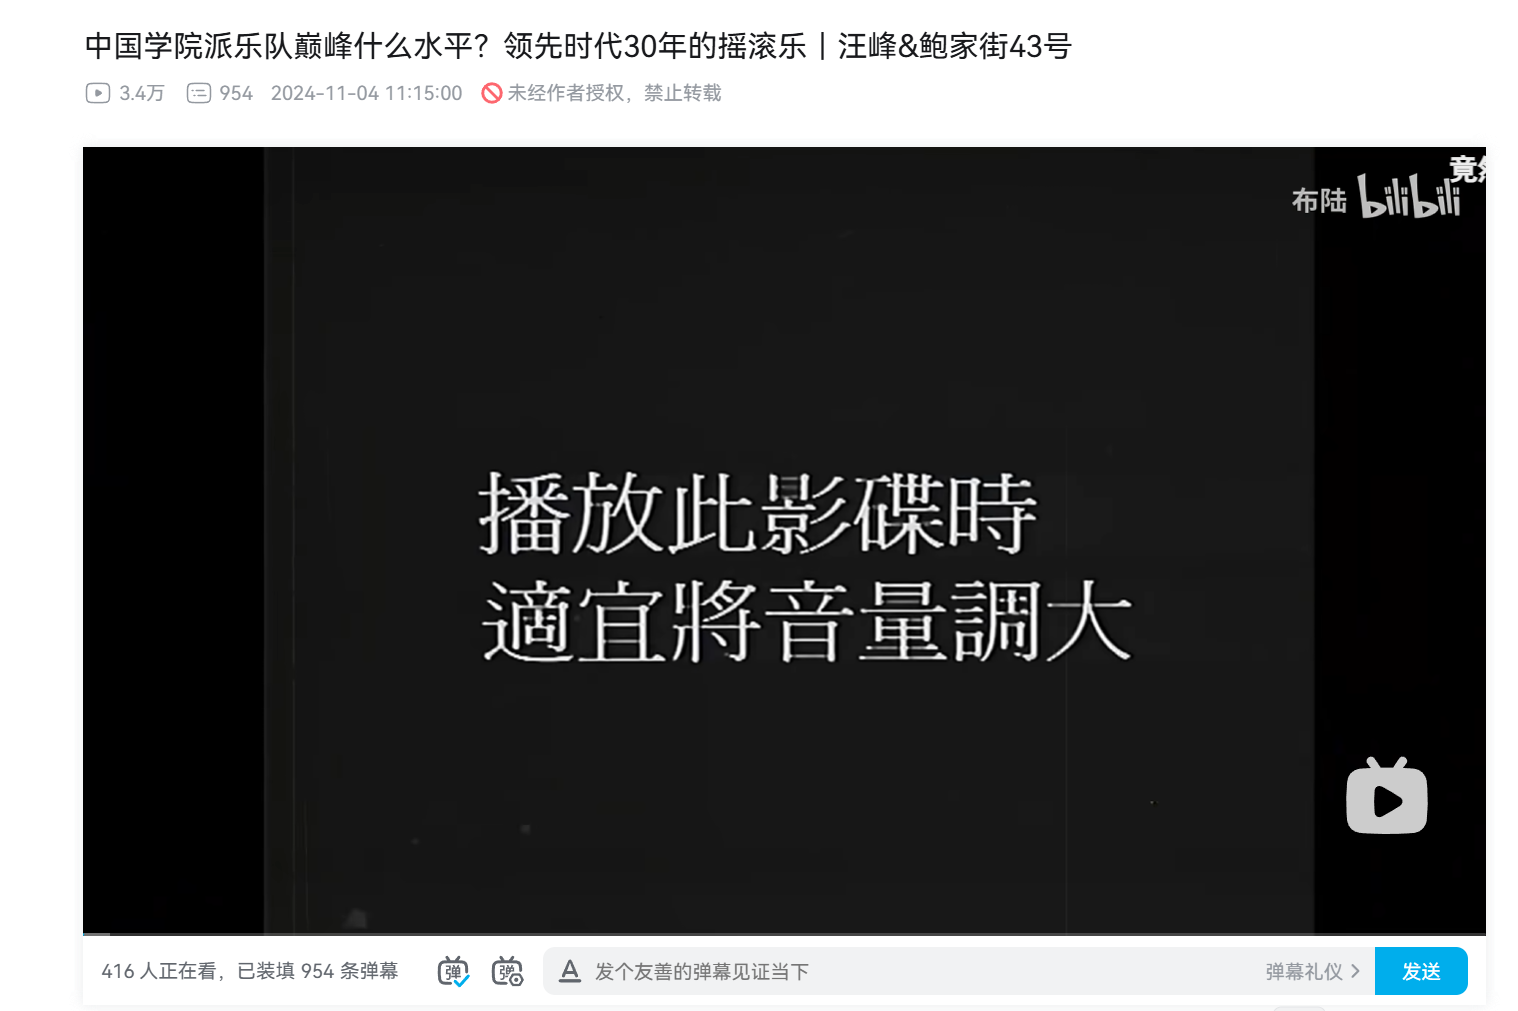 中国学院派乐队巅峰什么水平？领先时代30年的摇滚乐｜汪峰&鲍家街43号
3.4万 954 2024-11-04 11:15:00 未经作者授权，禁止转载
竟
布陆 bilibili
播放此影碟時
適宜將音量調大
416 人正在看，已装填 954 条弹幕 弹 弹 A 发个友善的弹幕见证当下 弹幕礼仪 发送